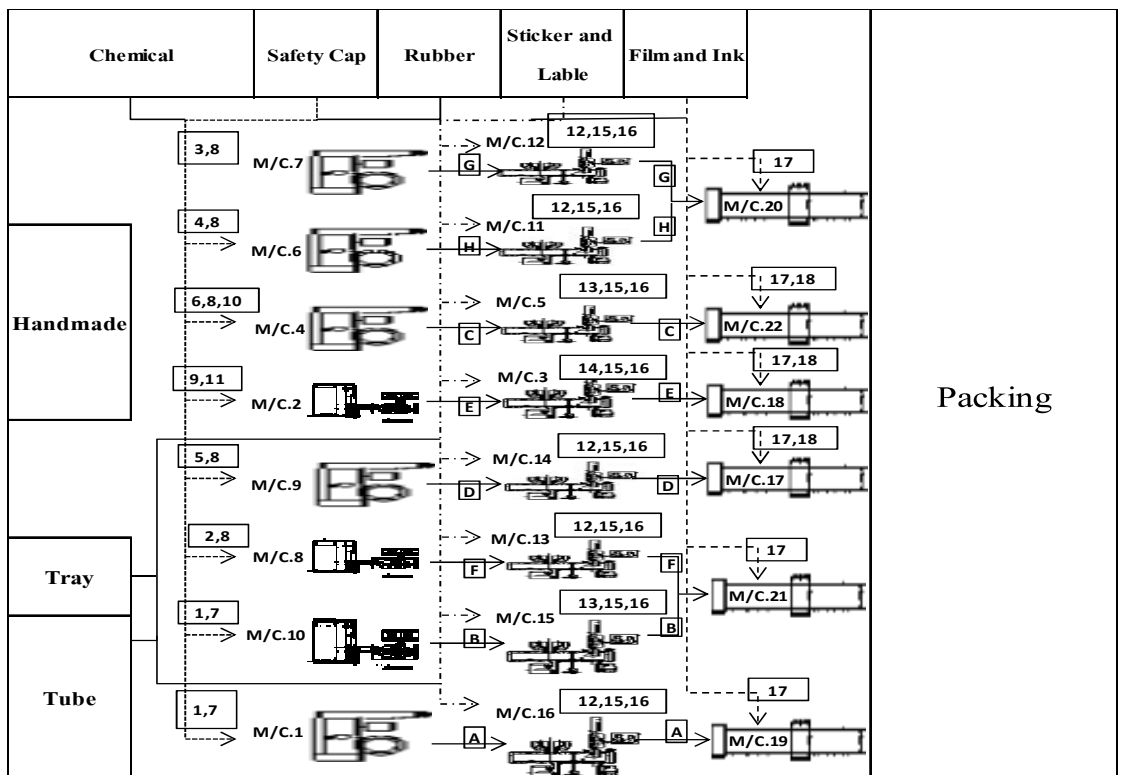 Chemical
Safety Cap
Rubber
Sticker and
Lable
Film and Ink
3,8
M/C.7
G
M/C.12
12,15,16
G
17
M/C.20
4,8
M/C.6
H
M/C.11
12,15,16
H
Handmade
6,8,10
M/C.4
C
M/C.5
13,15,16
C
17,18
M/C.22
9,11
M/C.2
E
M/C.3
14,15,16
E
17,18
M/C.18
Packing
5,8
M/C.9
D
M/C.14
12,15,16
D
17,18
M/C.17
Tray
2,8
M/C.8
F
M/C.13
12,15,16
F
17
M/C.21
1,7
M/C.10
B
M/C.15
13,15,16
B
Tube
1,7
M/C.1
A
M/C.16
12,15,16
A
17
M/C.19